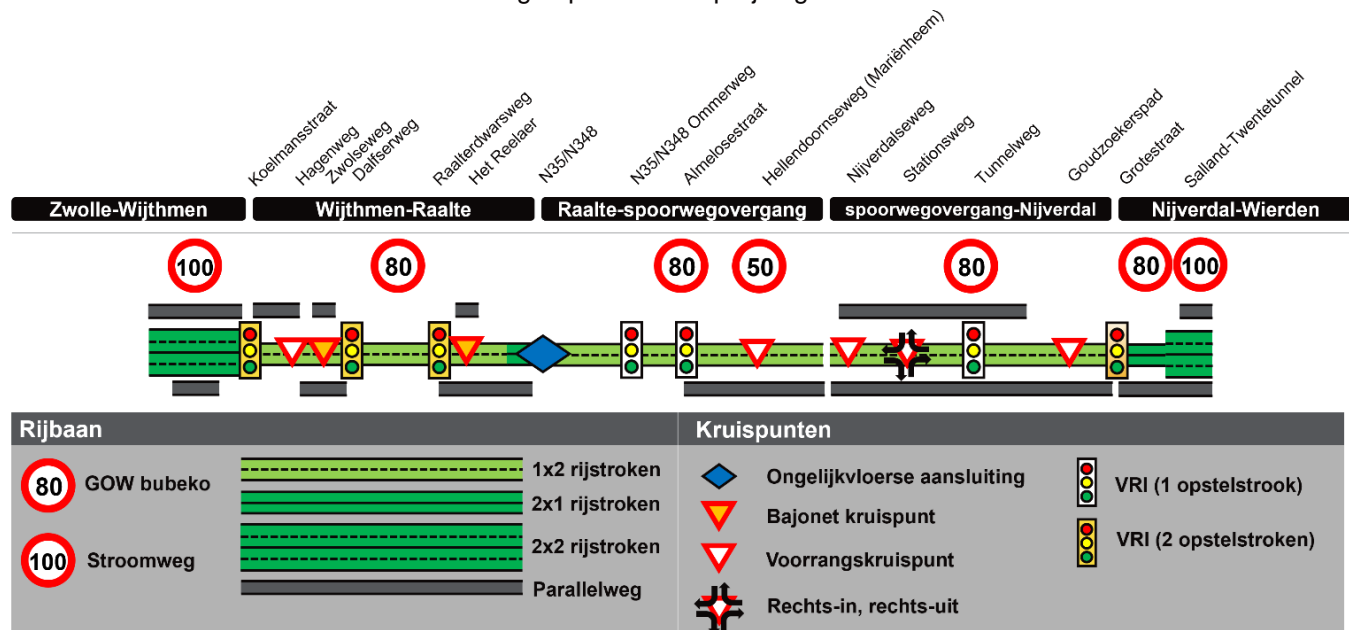 Koelmansstraat
Hagenweg
Zwolseweg
Dalfserweg
Raalterdwarsweg
Het Reelaer
N35/N348
N35/N348 Ommerweg
Almelosestraat
Hellendoornseweg (Mariënheem)
Nijverdalseweg
Stationsweg
Tunnelweg
Goudzoekerspad
Grotestraat
Salland-Twentetunnel
Zwolle-Wijthmen
Wijthmen-Raalte
Raalte-spoorwegovergang
spoorwegovergang-Nijverdal
Nijverdal-Wierden
100
80
80
50
80
80
100
Rijbaan
80
GOW bubeko
100
Stroomweg
1x2 rijstroken
2x1 rijstroken
2x2 rijstroken
Parallelweg
Kruispunten
Ongelijkvloerse aansluiting
Bajonet kruispunt
Voorrangskruispunt
Rechts-in, rechts-uit
VRI (1 opstelstrook)
VRI (2 opstelstroken)